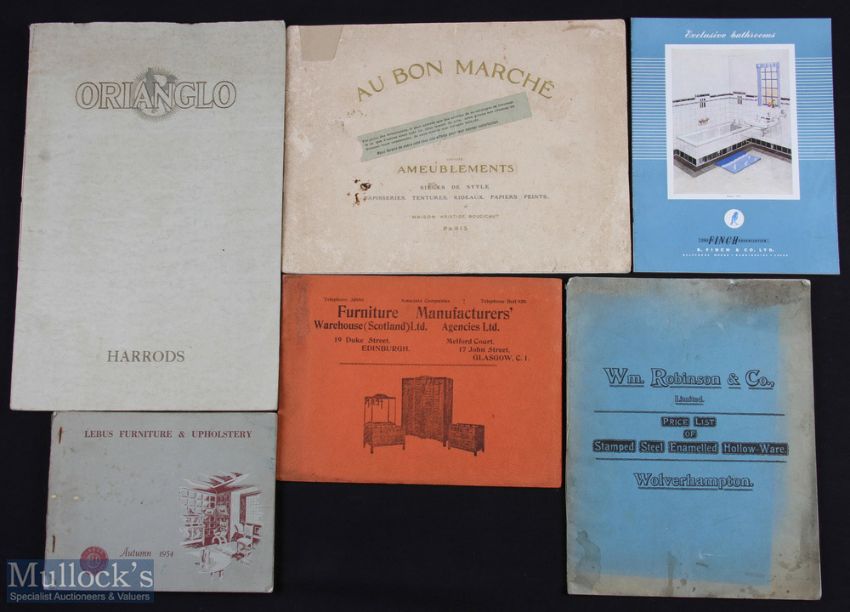 ORIANGLO
HARRODS
AU BON MARCHÉ
AMEUBLEMENTS
SIÈGES DE STYLE
TAPISSERIES, TENTURES, RIDEAUX, PAPIERS PEINTS.
MAISON ARISTIDE BOUCICAUT
PARIS
Exclusive bathrooms
FINCH
B. FINCH & CO. LTD.
Furniture Manufacturers'
Warehouse (Scotland) Ltd. Agencies Ltd.
19 Duke Street, Melford Court,
EDINBURGH. 17 John Street,
GLASGOW, C. 1.
Wm. Robinson & Co.,
Limited.
PRICE LIST
OF
Stamped Steel Enamelled Hollow-Ware.
Wolverhampton.
LEBUS FURNITURE & UPHOLSTERY
Autumn 1954
Mullock's
Specialist Auctioneers & Valuers